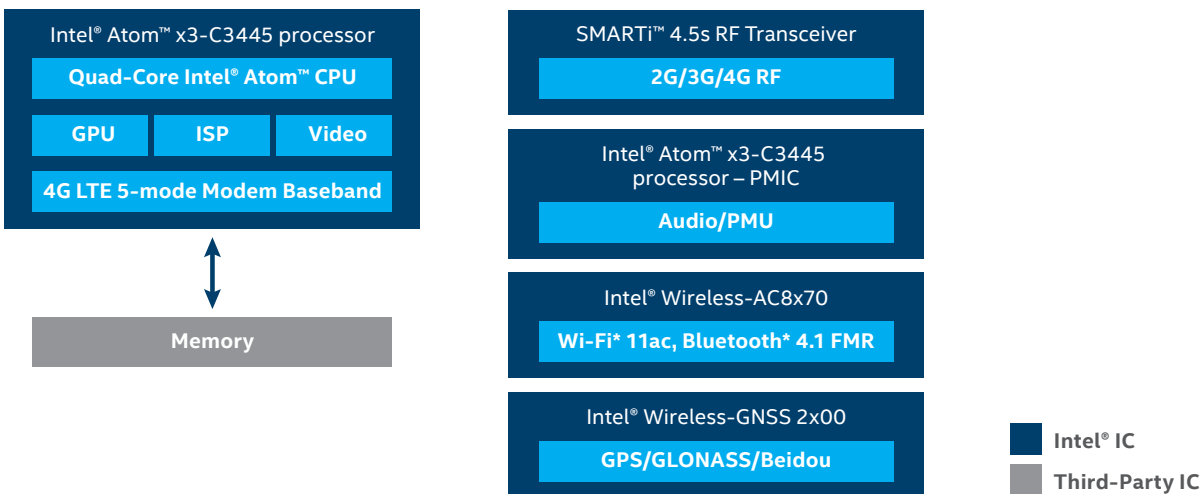 Intel® Atom™ x3-C3445 processor
Quad-Core Intel® Atom™ CPU
GPU
ISP
Video
4G LTE 5-mode Modem Baseband
Memory
SMARTi™ 4.5s RF Transceiver
2G/3G/4G RF
Intel® Atom™ x3-C3445
processor – PMIC
Audio/PMU
Intel® Wireless-AC8x70
Wi-Fi* 11ac, Bluetooth* 4.1 FMR
Intel® Wireless-GNSS 2x00
GPS/GLONASS/Beidou
Intel® IC
Third-Party IC